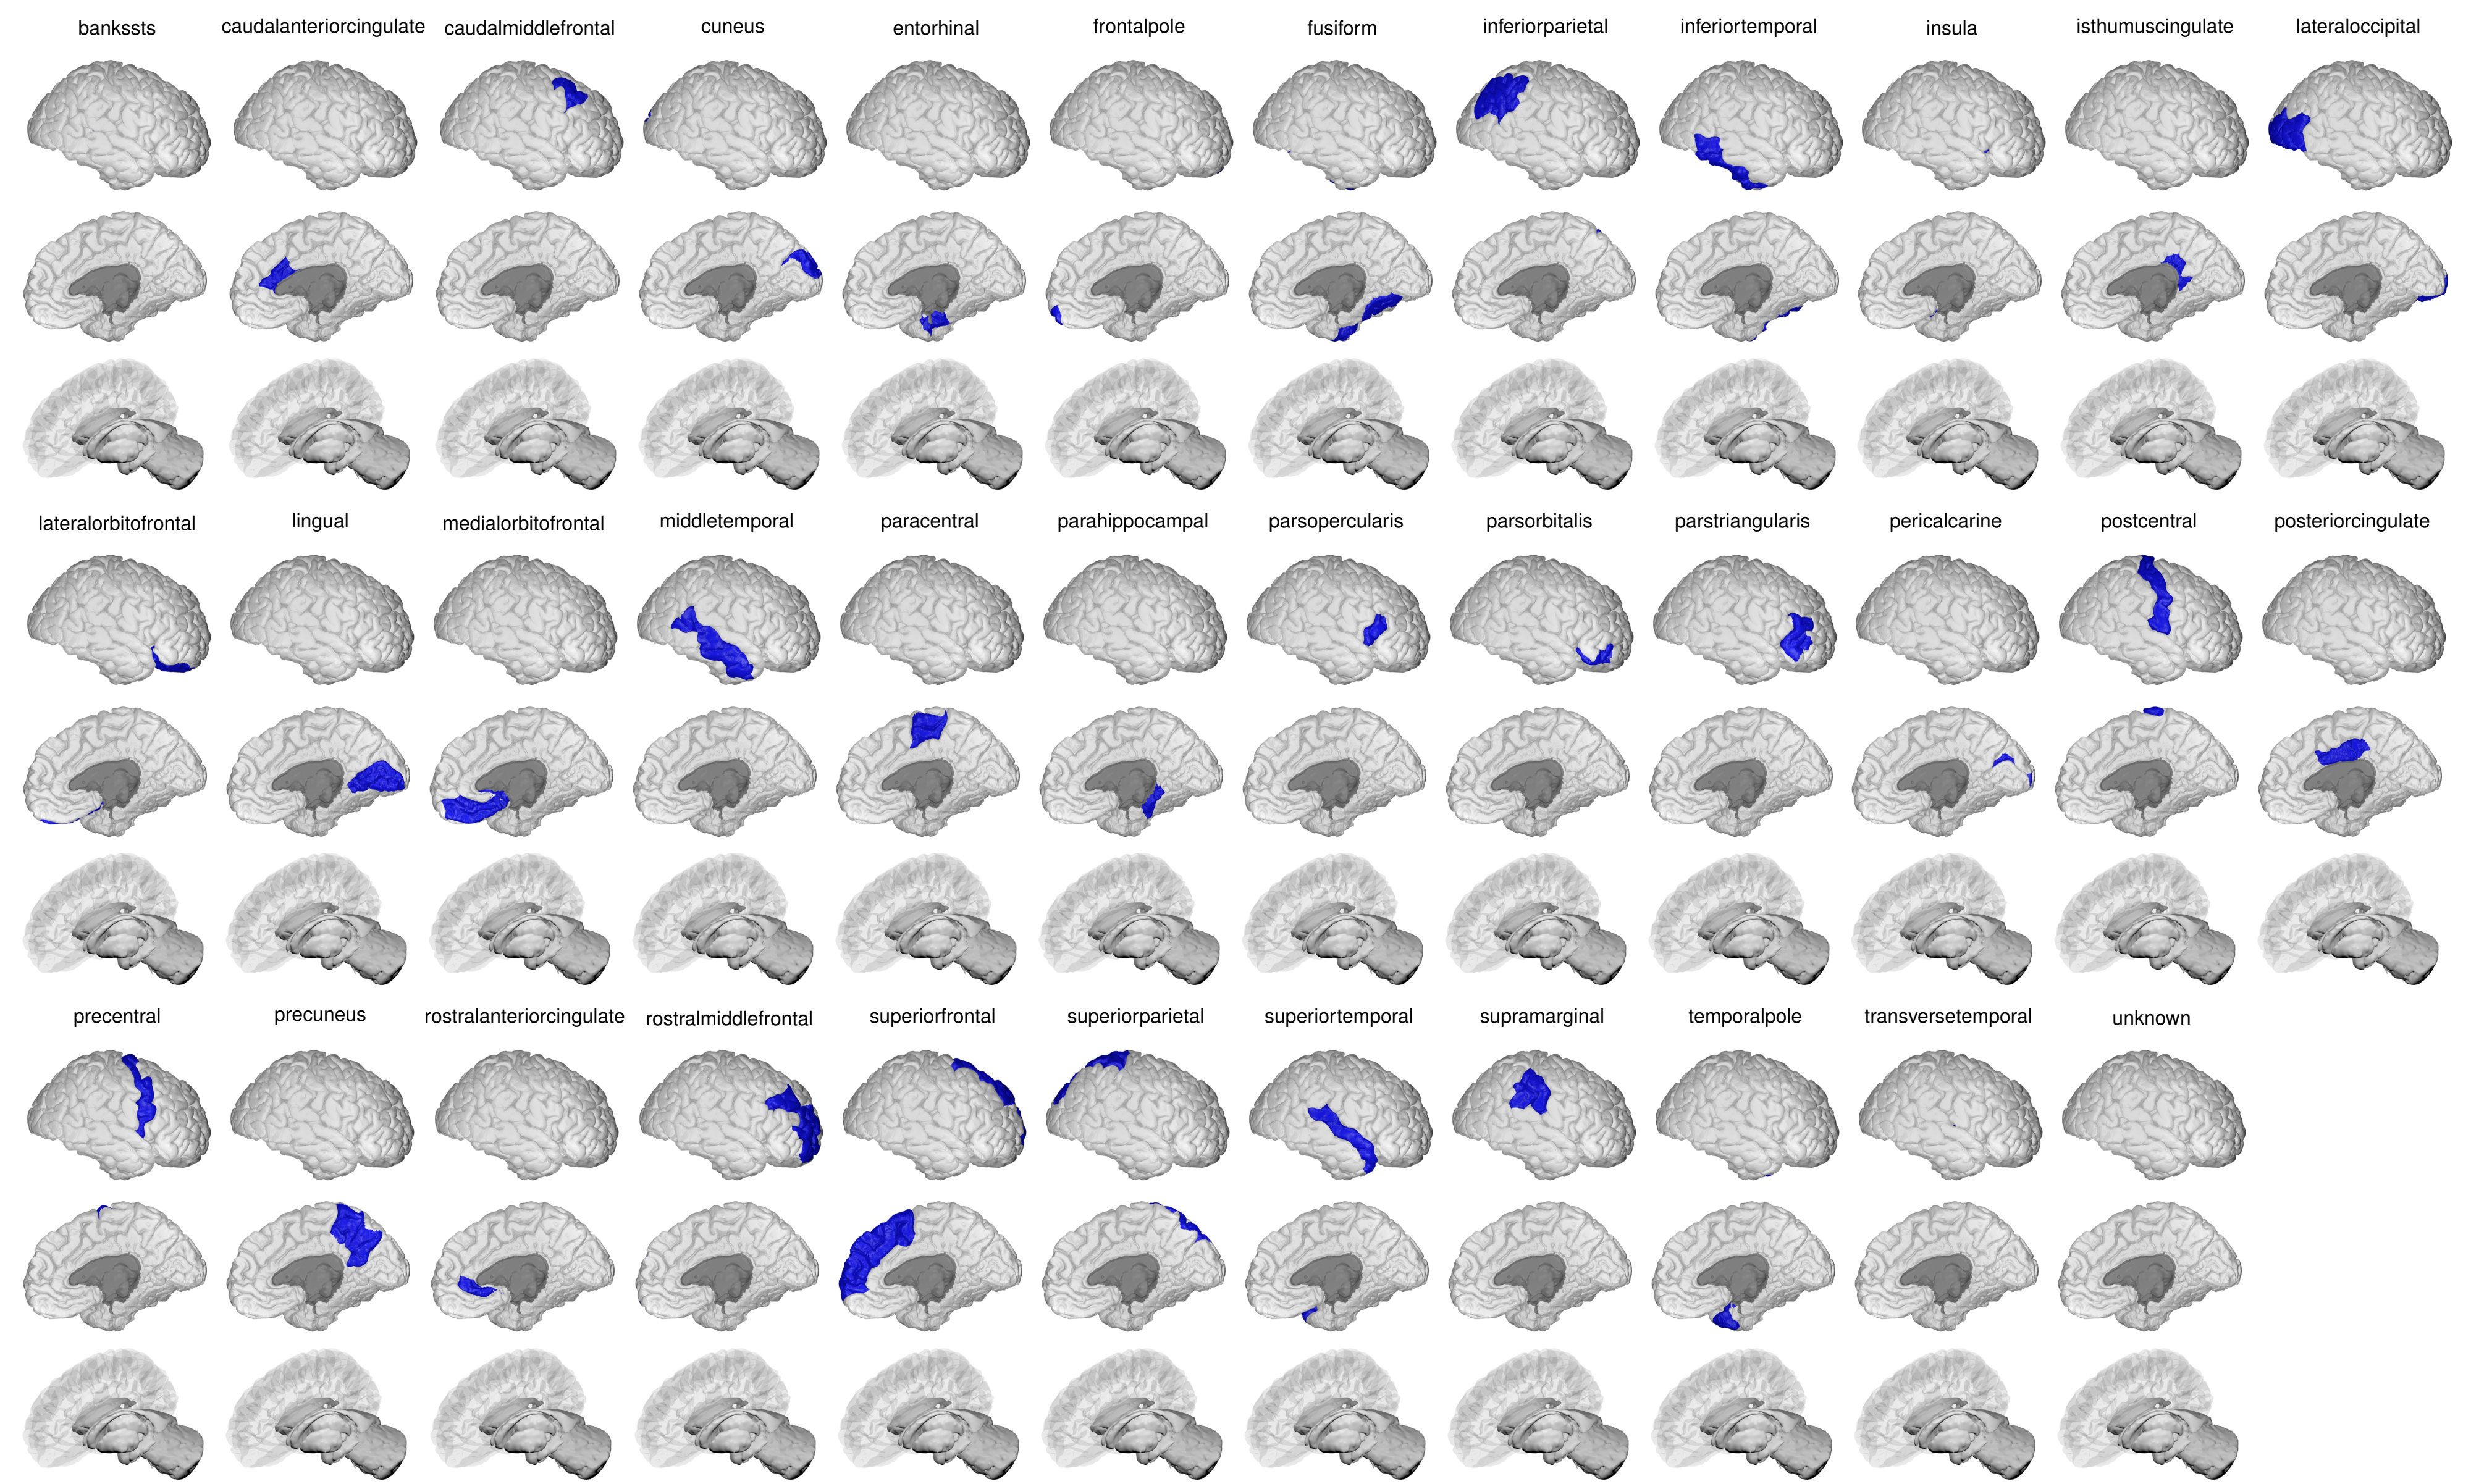 bankssts caudalanteriorcingulate caudalmiddlefrontal cuneus entorhinal frontalpole fusiform inferiorparietal inferiortemporal insula isthumuscingulate lateraloccipital
lateralorbitofrontal lingual medialorbitofrontal middletemporal paracentral parahippocampal parsopercularis parsorbitalis parstriangularis pericalcarine postcentral posteriorcingulate
precentral precuneus rostralanteriorcingulate rostralmiddlefrontal superiorfrontal superiorparietal superiortemporal supramarginal temporalpole transversetemporal unknown